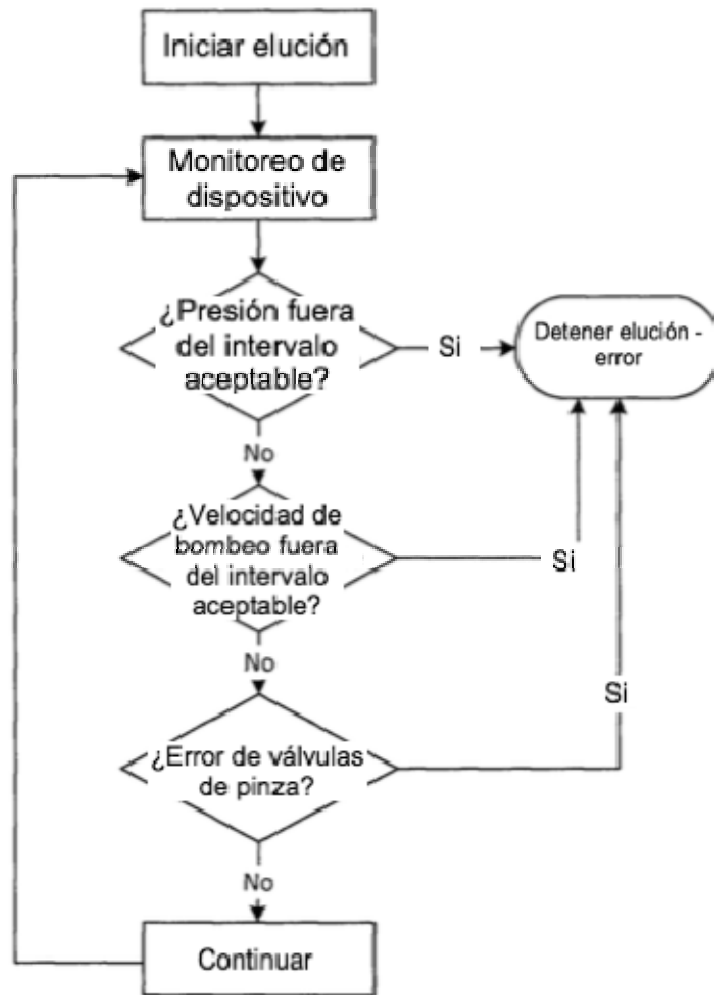 Iniciar elución
Monitoreo de
dispositivo
¿Presión fuera
del intervalo
aceptable?
Si
Detener elución -
error
No
¿Velocidad de
bombeo fuera
del intervalo
aceptable?
Si
No
Si
¿Error de válvulas
de pinza?
No
Continuar